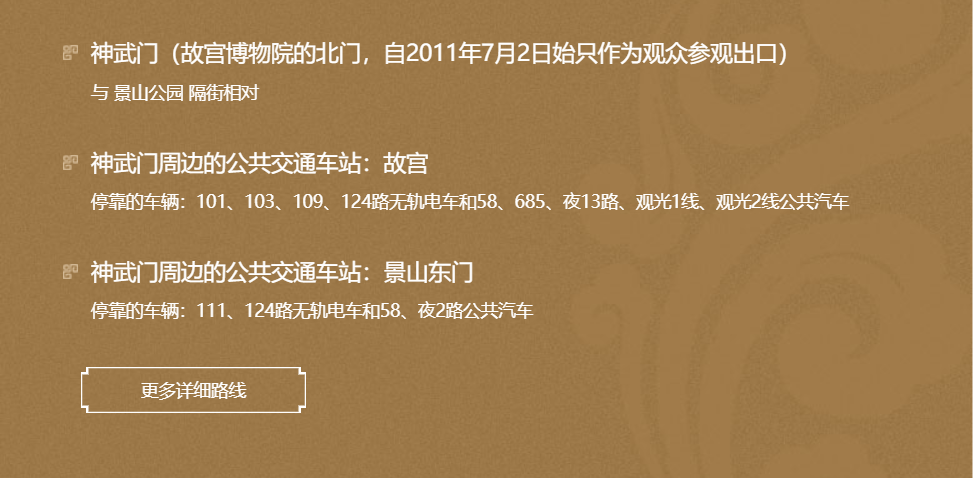 神武门（故宫博物院的北门，自2011年7月2日始只作为观众参观出口）
与 景山公园 隔街相对
神武门周边的公共交通车站：故宫
停靠的车辆：101、103、109、124路无轨电车和58、685、夜13路、观光1线、观光2线公共汽车
神武门周边的公共交通车站：景山东门
停靠的车辆：111、124路无轨电车和58、夜2路公共汽车
更多详细路线